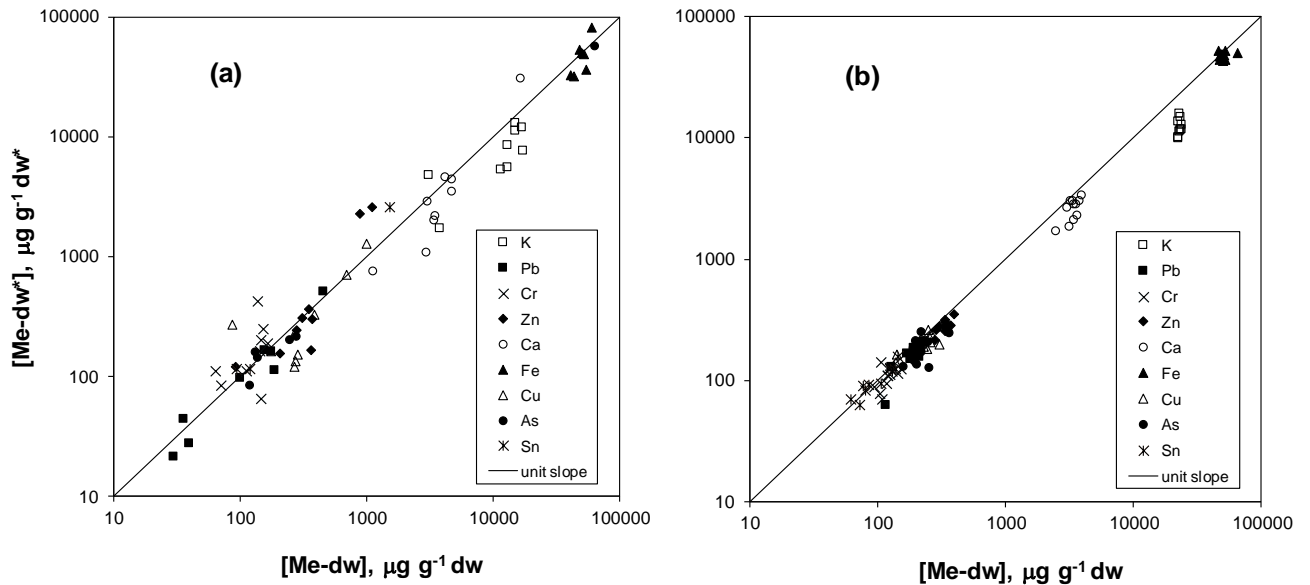 (a)
[Me-dw*], μg g⁻¹ dw*
100000
10000
1000
100
10
K
Pb
Cr
Zn
Ca
Fe
Cu
As
Sn
unit slope
10 100 1000 10000 100000
[Me-dw], μg g⁻¹ dw
(b)
100000
10000
1000
100
10
K
Pb
Cr
Zn
Ca
Fe
Cu
As
Sn
unit slope
10 100 1000 10000 100000
[Me-dw], μg g⁻¹ dw